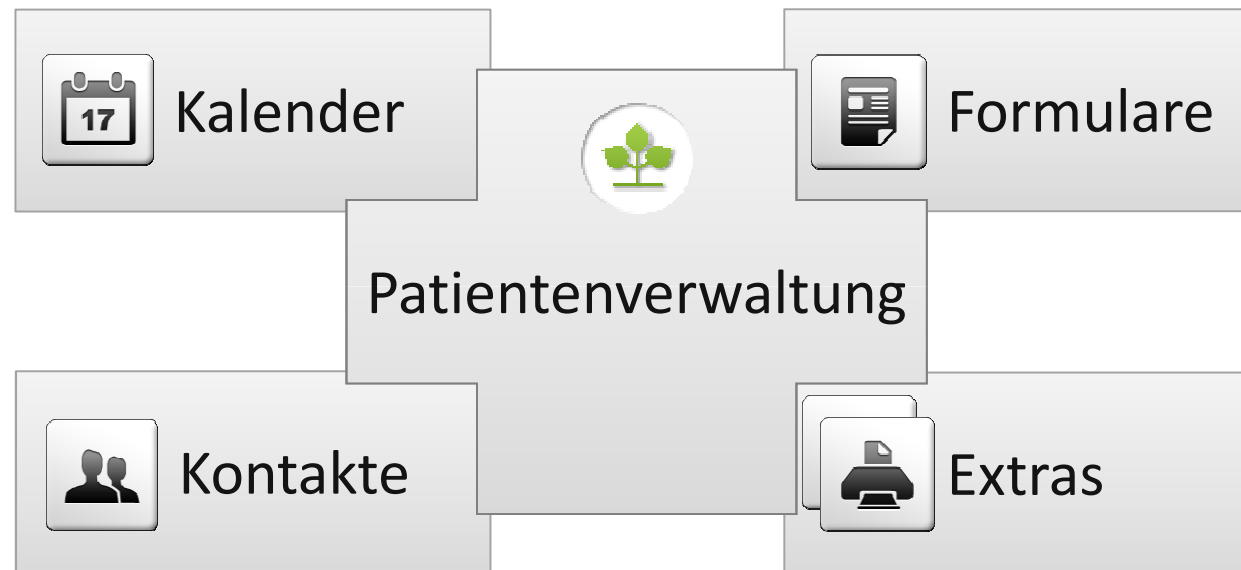 Kalender
17
Formulare
Patientenverwaltung
Kontakte
Extras